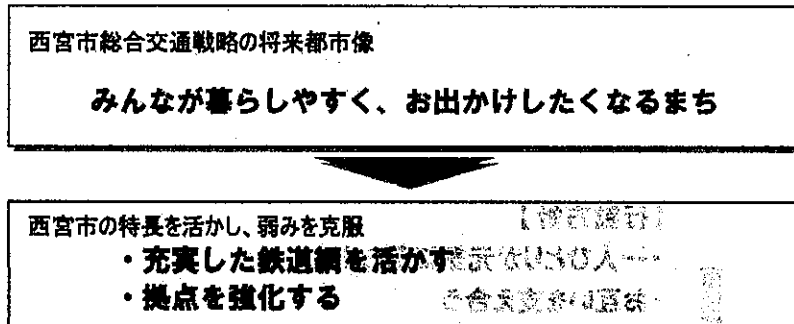 西宮市総合交通戦略の将来都市像
みんなが暮らしやすく、お出かけしたくなるまち
西宮市の特長を活かし、弱みを克服
・充実した鉄道網を活かす
・拠点を強化する